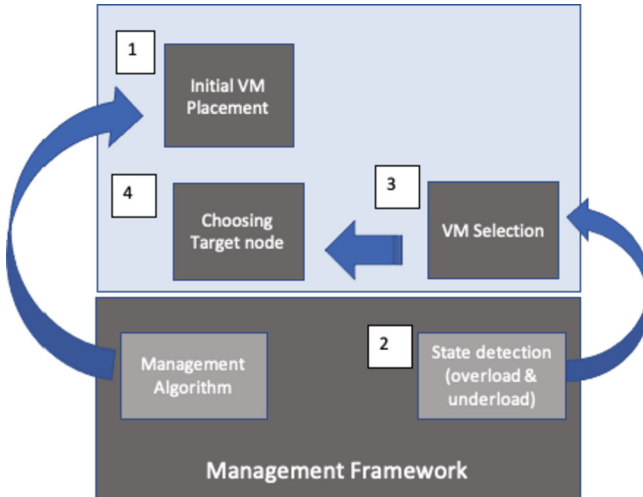 1
Initial VM
Placement
4
Choosing
Target node
3
VM Selection
Management
Algorithm
2
State detection
(overload &
underload)
Management Framework